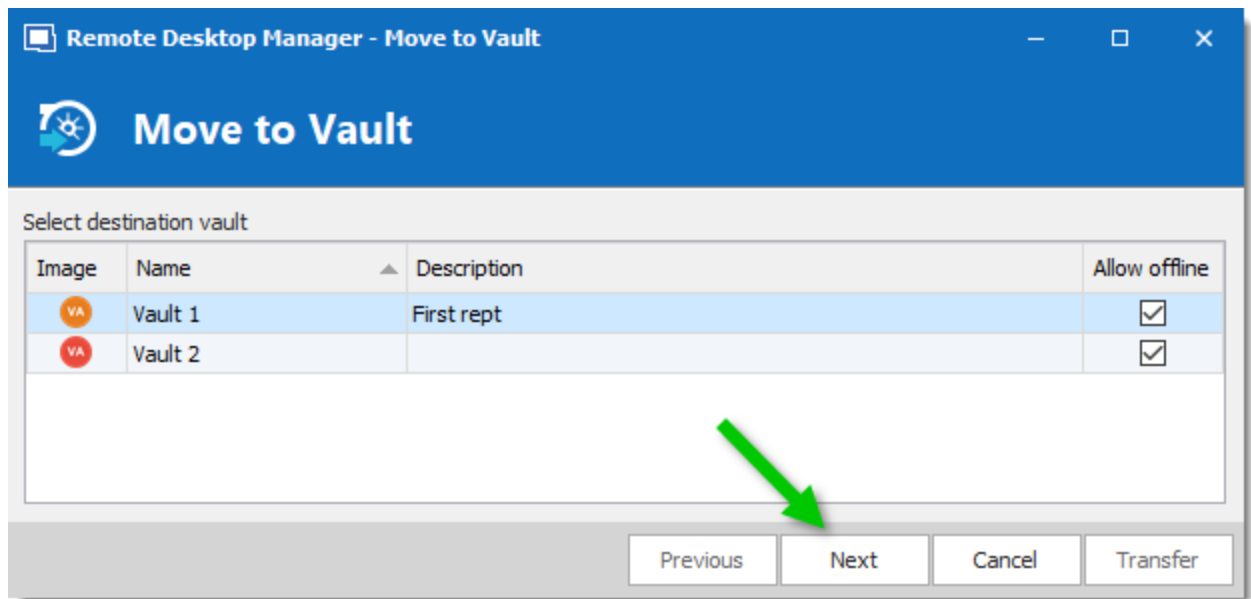 Remote Desktop Manager - Move to Vault
Move to Vault
Select destination vault
Image Name Description Allow offline
VA Vault 1 First rept
VA Vault 2
Previous Next Cancel Transfer